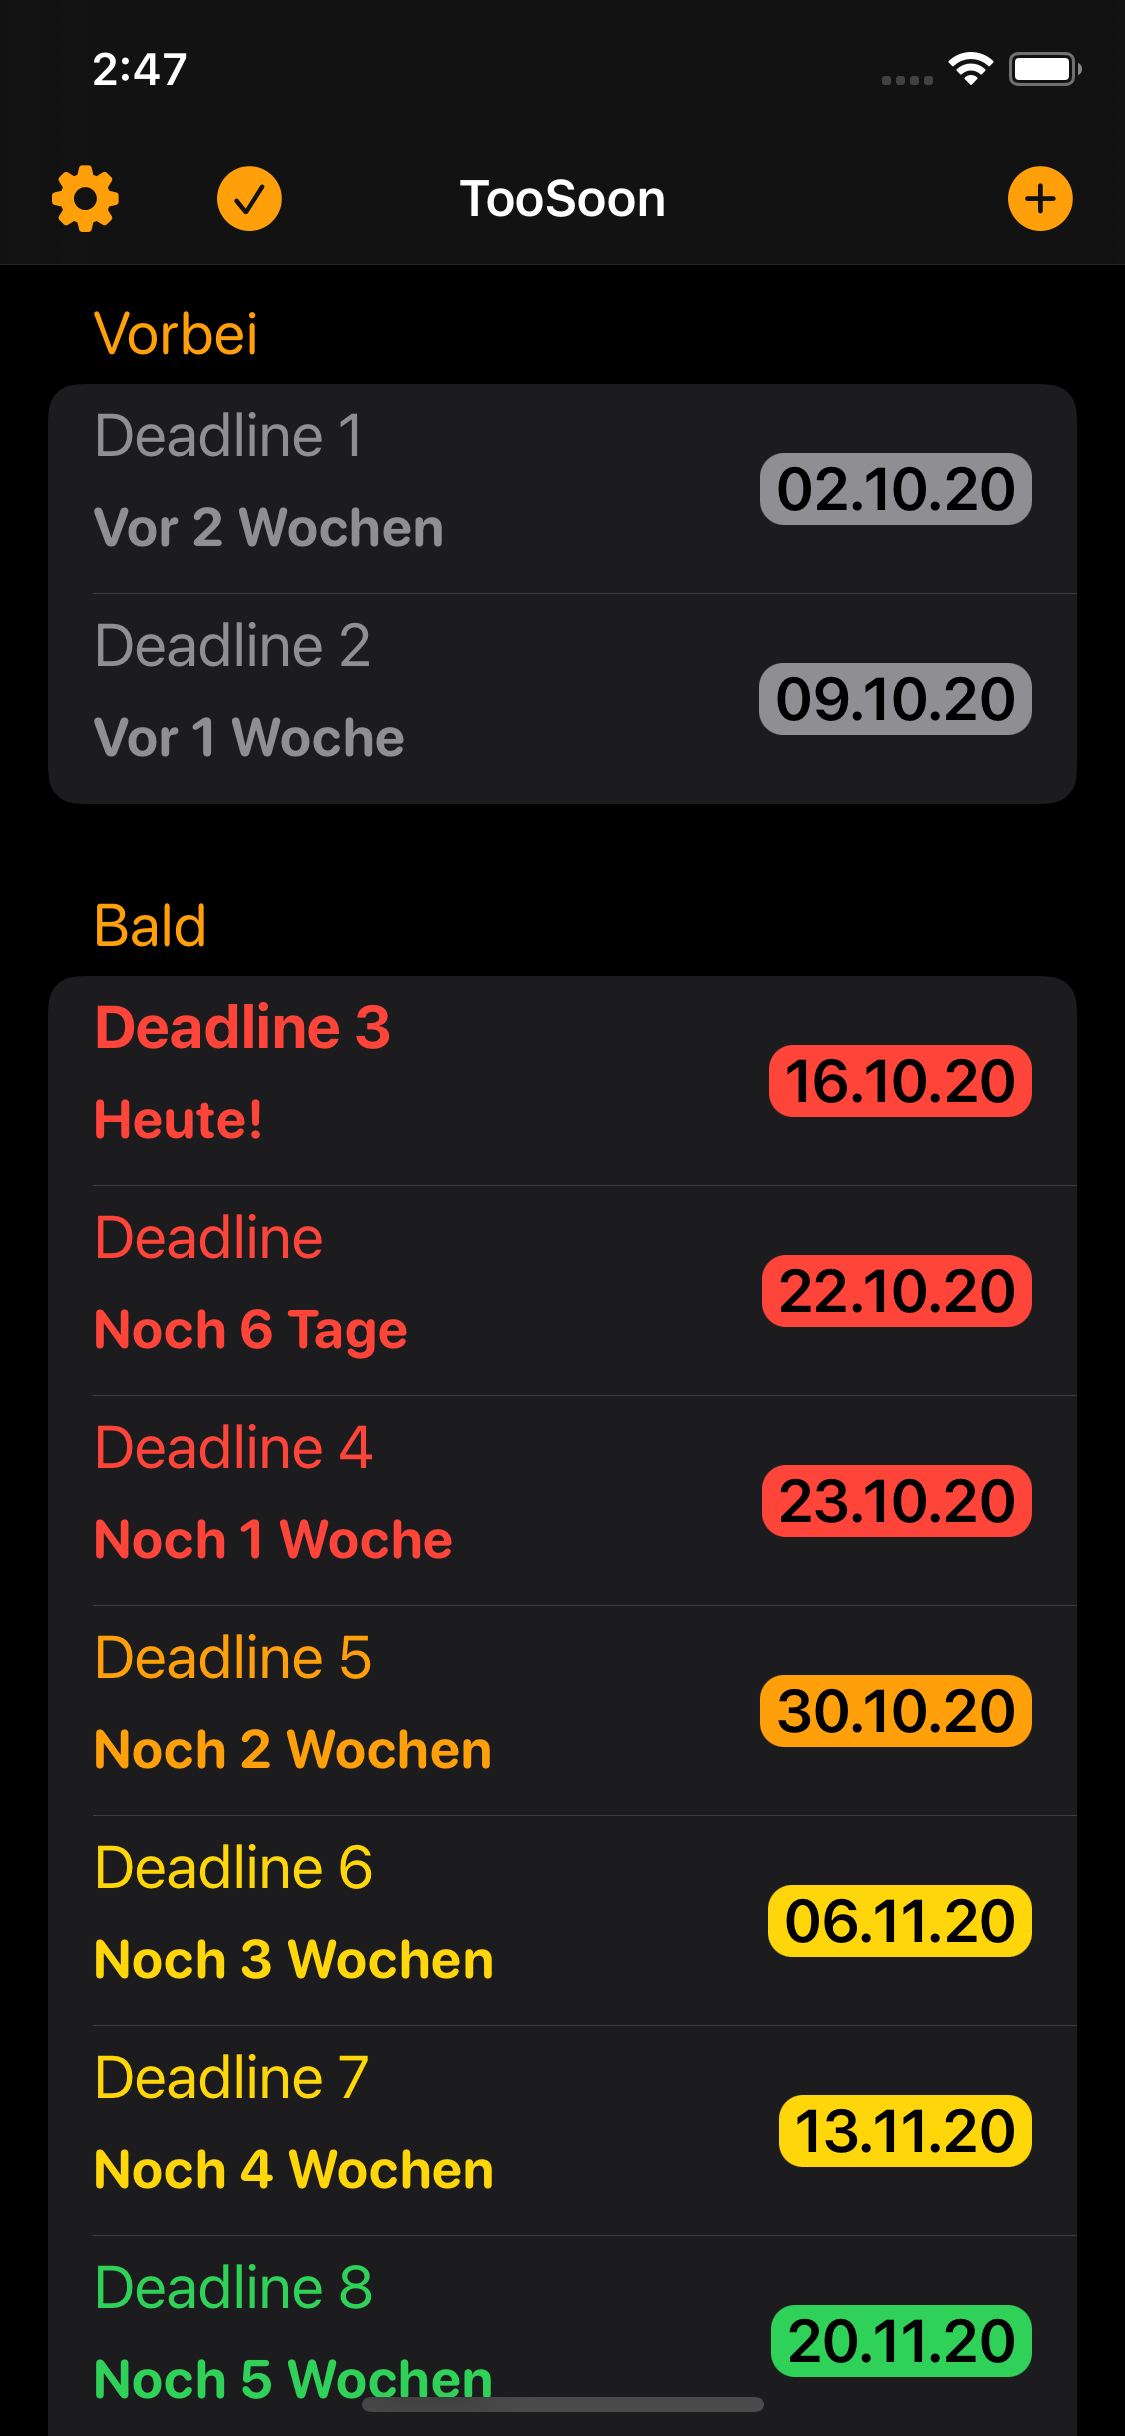 2:47
TooSoon
Vorbei
Deadline 1
Vor 2 Wochen
02.10.20
Deadline 2
Vor 1 Woche
09.10.20
Bald
Deadline 3
Heute!
16.10.20
Deadline
Noch 6 Tage
22.10.20
Deadline 4
Noch 1 Woche
23.10.20
Deadline 5
Noch 2 Wochen
30.10.20
Deadline 6
Noch 3 Wochen
06.11.20
Deadline 7
Noch 4 Wochen
13.11.20
Deadline 8
Noch 5 Wochen
20.11.20